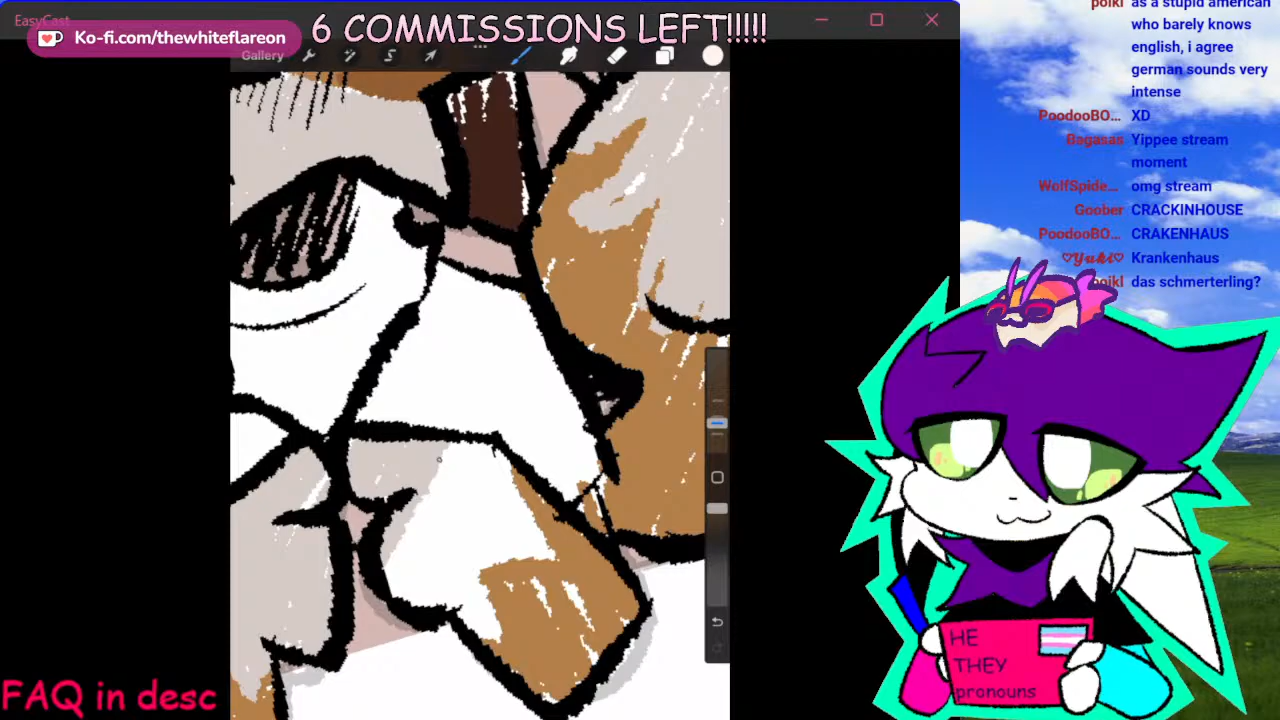 EasyCast
Ko-fi.com/thewhiteflareon
6 COMMISSIONS LEFT!!!!!
Gallery
poikl as a stupid american
who barely knows
english, i agree
german sounds very
intense
PoodooBO... XD
Bagasas Yippee stream
moment
WolfSpide... omg stream
Goober CRACKINHOUSE
PoodooBO... CRAKENHAUS
♡𝓨𝓾𝓴𝓲♡ Krankenhaus
poikl das schmerterling?
HE
THEY
pronouns
FAQ in desc